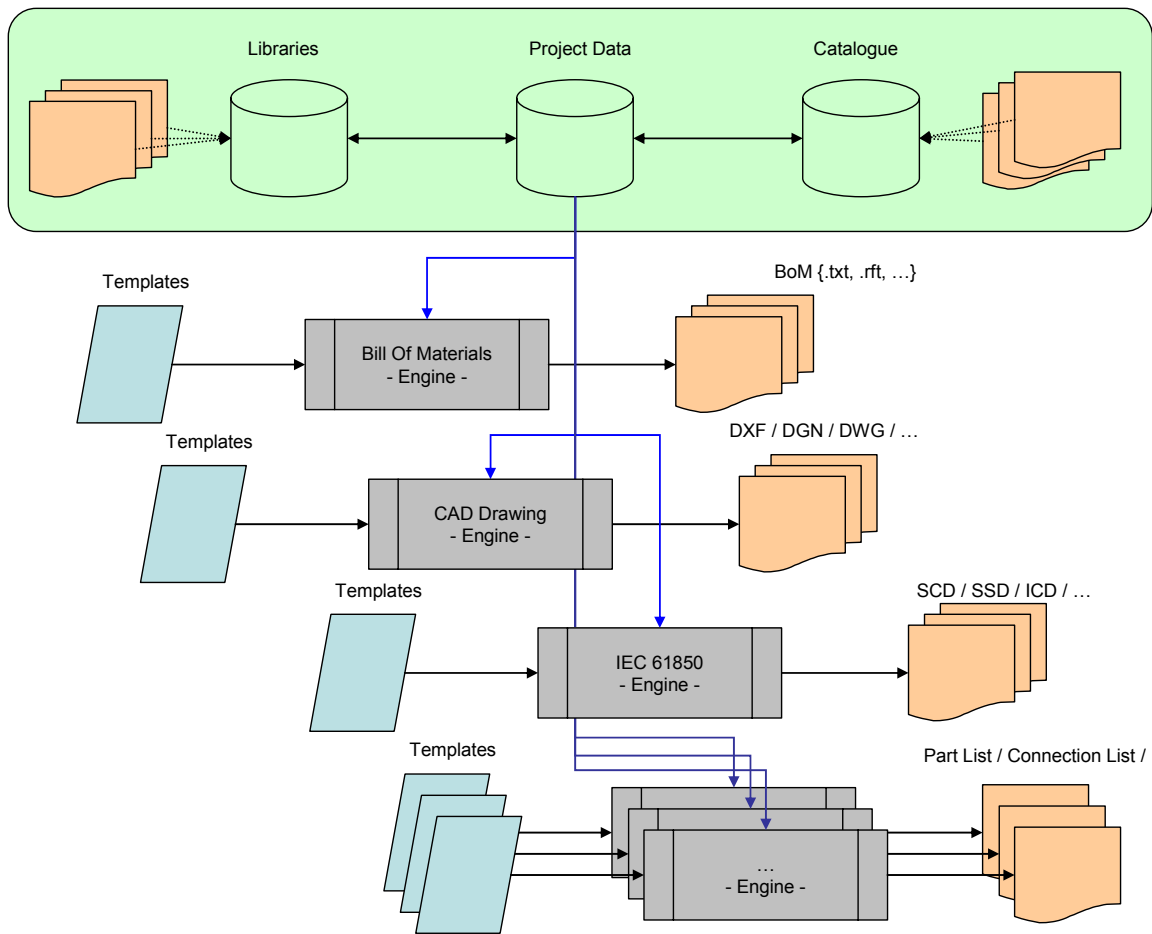 Libraries
Project Data
Catalogue
Templates
BoM {.txt, .rft, …}
Bill Of Materials
- Engine -
Templates
DXF / DGN / DWG / …
CAD Drawing
- Engine -
Templates
SCD / SSD / ICD / …
IEC 61850
- Engine -
Templates
Part List / Connection List /
…
- Engine -